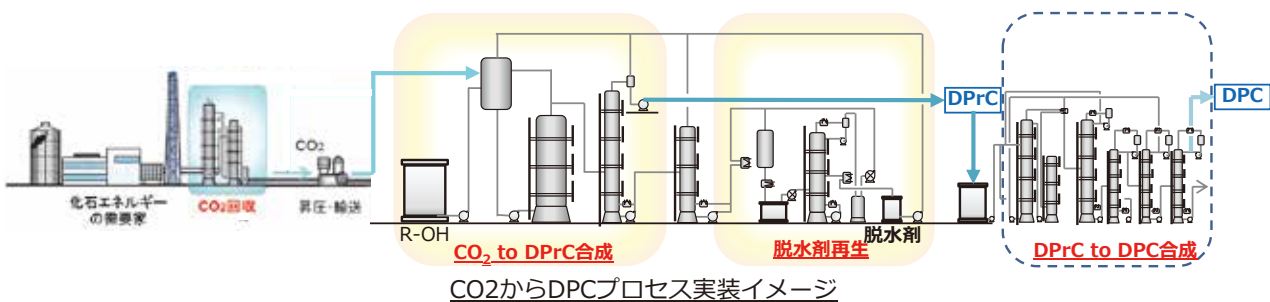 化石エネルギー
の需要家
CO2回収
CO2
昇圧・輸送
R-OH
CO2 to DPrC合成
脱水剤再生
脱水剤
DPrC
DPC
DPrC to DPC合成
CO2からDPCプロセス実装イメージ